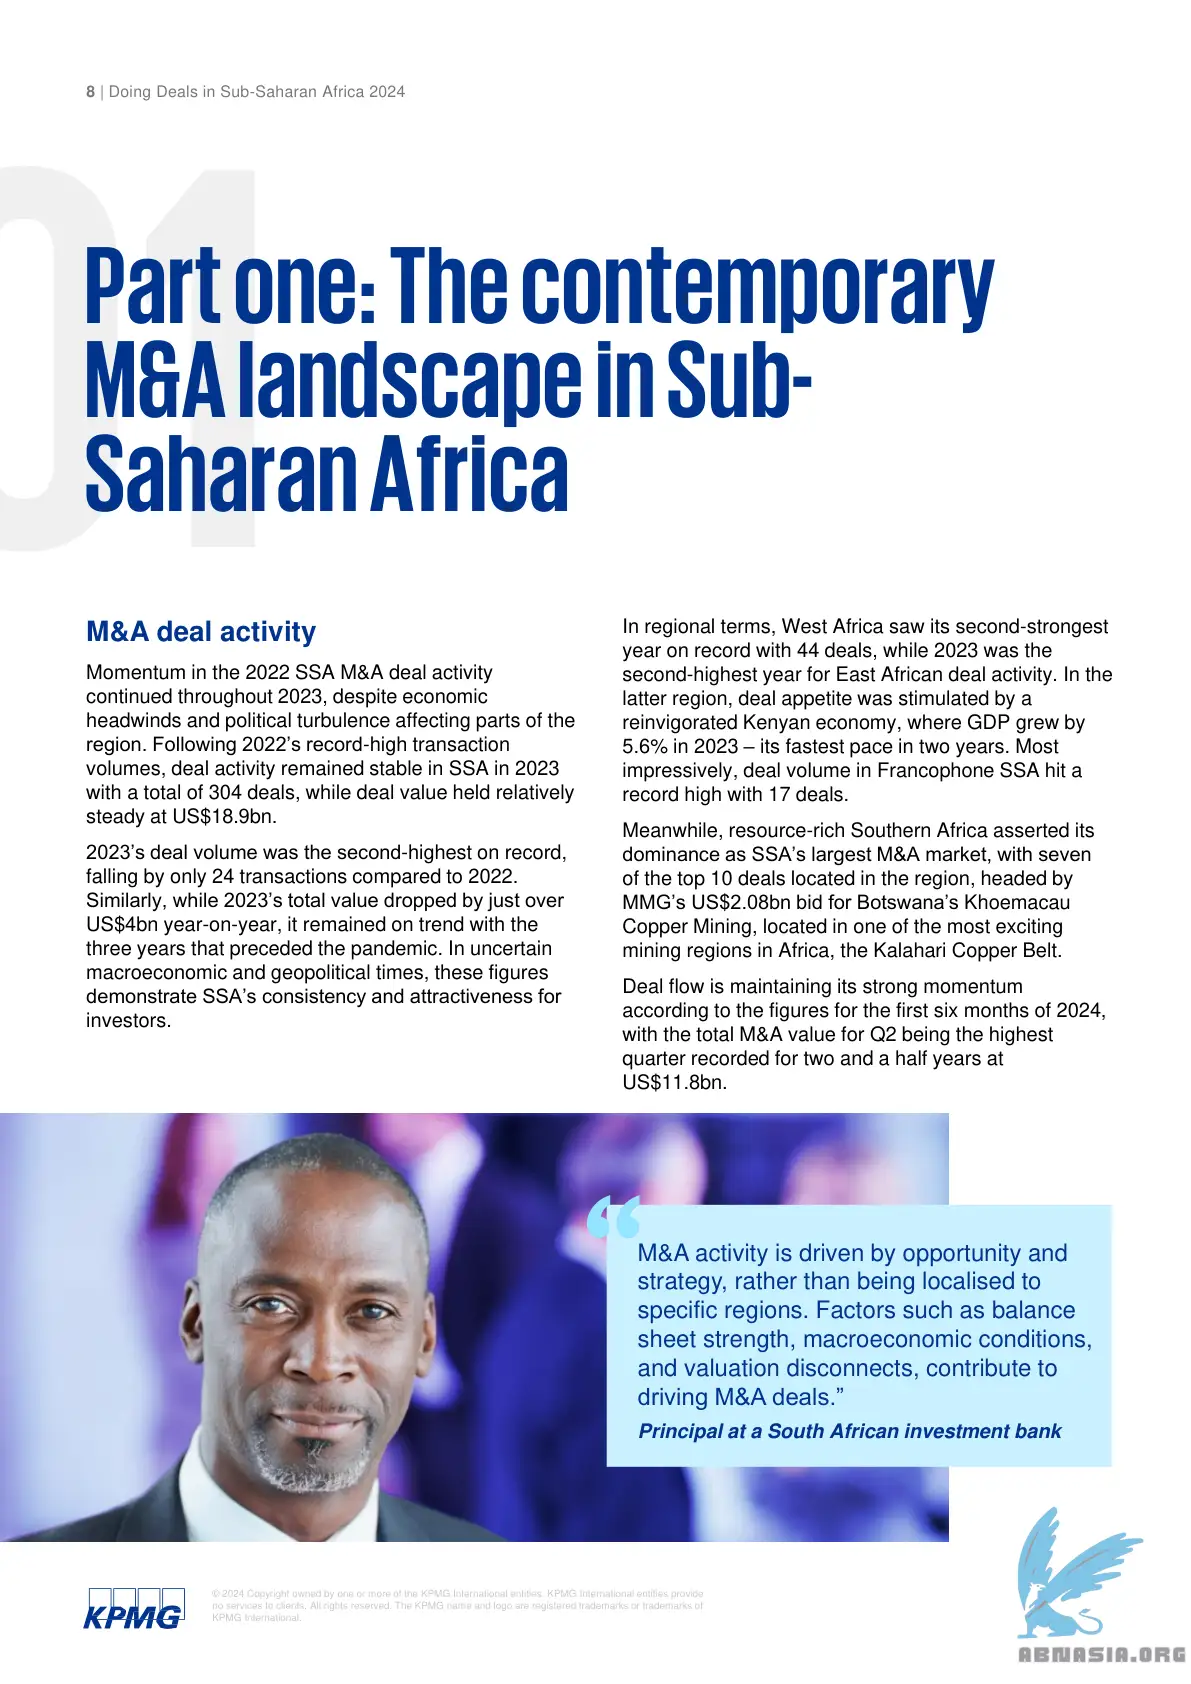 8 | Doing Deals in Sub-Saharan Africa 2024
01
Part one: The contemporary
M&A landscape in Sub-
Saharan Africa
M&A deal activity
Momentum in the 2022 SSA M&A deal activity
continued throughout 2023, despite economic
headwinds and political turbulence affecting parts of the
region. Following 2022’s record-high transaction
volumes, deal activity remained stable in SSA in 2023
with a total of 304 deals, while deal value held relatively
steady at US$18.9bn.
2023’s deal volume was the second-highest on record,
falling by only 24 transactions compared to 2022.
Similarly, while 2023’s total value dropped by just over
US$4bn year-on-year, it remained on trend with the
three years that preceded the pandemic. In uncertain
macroeconomic and geopolitical times, these figures
demonstrate SSA’s consistency and attractiveness for
investors.
In regional terms, West Africa saw its second-strongest
year on record with 44 deals, while 2023 was the
second-highest year for East African deal activity. In the
latter region, deal appetite was stimulated by a
reinvigorated Kenyan economy, where GDP grew by
5.6% in 2023 – its fastest pace in two years. Most
impressively, deal volume in Francophone SSA hit a
record high with 17 deals.
Meanwhile, resource-rich Southern Africa asserted its
dominance as SSA’s largest M&A market, with seven
of the top 10 deals located in the region, headed by
MMG’s US$2.08bn bid for Botswana’s Khoemacau
Copper Mining, located in one of the most exciting
mining regions in Africa, the Kalahari Copper Belt.
Deal flow is maintaining its strong momentum
according to the figures for the first six months of 2024,
with the total M&A value for Q2 being the highest
quarter recorded for two and a half years at
US$11.8bn.
“
M&A activity is driven by opportunity and
strategy, rather than being localised to
specific regions. Factors such as balance
sheet strength, macroeconomic conditions,
and valuation disconnects, contribute to
driving M&A deals.”
Principal at a South African investment bank
KPMG
© 2024 Copyright owned by one or more of the KPMG International entities. KPMG International entities provide
no services to clients. All rights reserved. The KPMG name and logo are registered trademarks or trademarks of
KPMG International.
ABNASIA.ORG